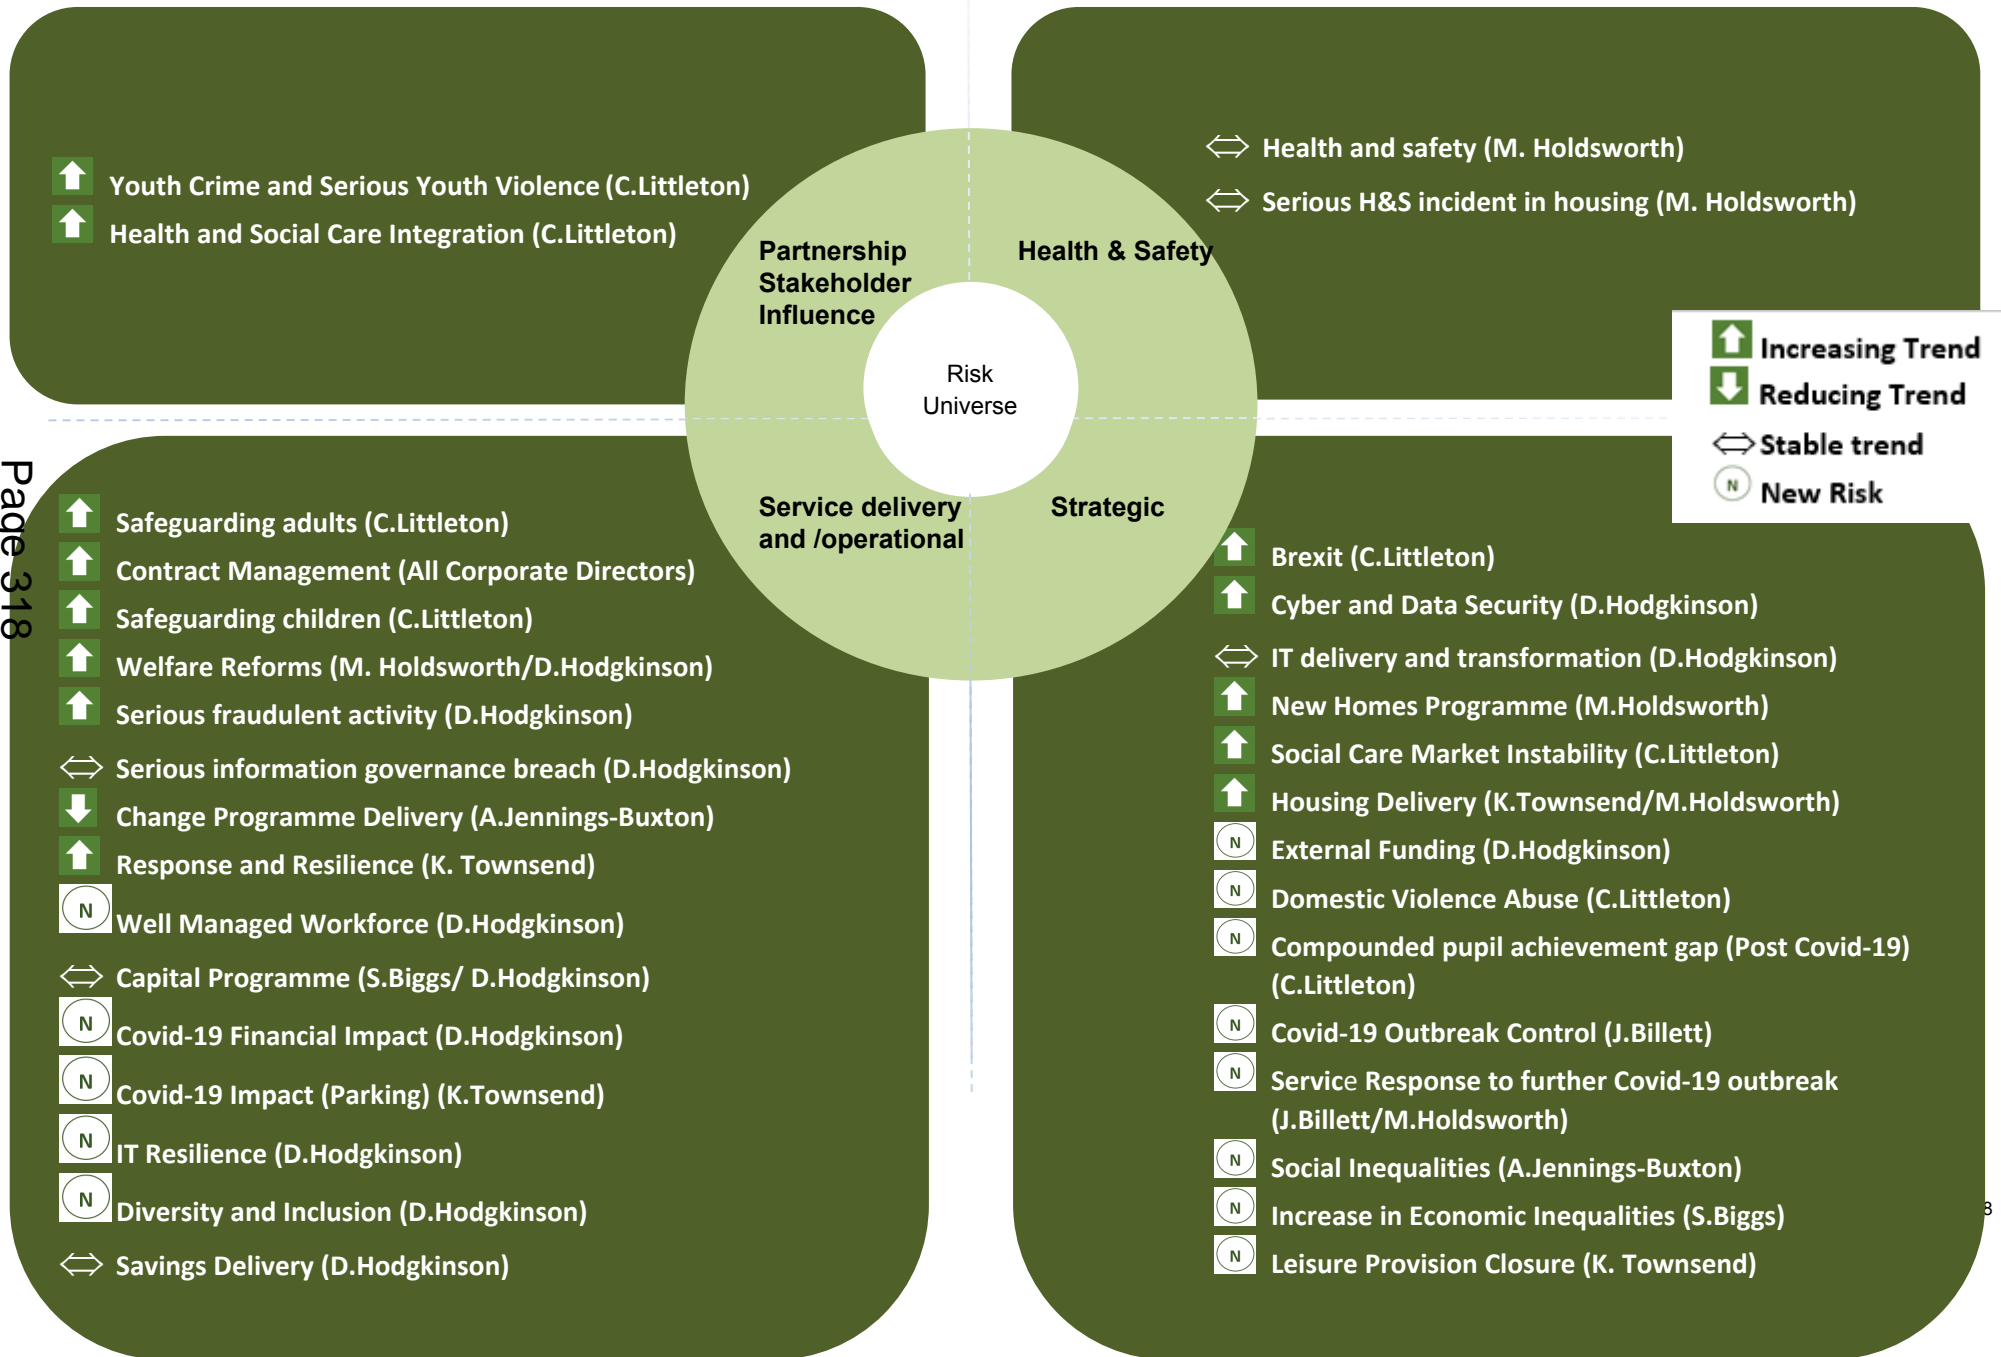 Youth Crime and Serious Youth Violence (C.Littleton)
Health and Social Care Integration (C.Littleton)
Health and safety (M. Holdsworth)
Serious H&S incident in housing (M. Holdsworth)
Partnership
Stakeholder
Influence
Health & Safety
Risk
Universe
Service delivery
and /operational
Strategic
Increasing Trend
Reducing Trend
Stable trend
N New Risk
Page 318
Safeguarding adults (C.Littleton)
Contract Management (All Corporate Directors)
Safeguarding children (C.Littleton)
Welfare Reforms (M. Holdsworth/D.Hodgkinson)
Serious fraudulent activity (D.Hodgkinson)
Serious information governance breach (D.Hodgkinson)
Change Programme Delivery (A.Jennings-Buxton)
Response and Resilience (K. Townsend)
N Well Managed Workforce (D.Hodgkinson)
Capital Programme (S.Biggs/ D.Hodgkinson)
N Covid-19 Financial Impact (D.Hodgkinson)
N Covid-19 Impact (Parking) (K.Townsend)
N IT Resilience (D.Hodgkinson)
N Diversity and Inclusion (D.Hodgkinson)
Savings Delivery (D.Hodgkinson)
Brexit (C.Littleton)
Cyber and Data Security (D.Hodgkinson)
IT delivery and transformation (D.Hodgkinson)
New Homes Programme (M.Holdsworth)
Social Care Market Instability (C.Littleton)
Housing Delivery (K.Townsend/M.Holdsworth)
N External Funding (D.Hodgkinson)
N Domestic Violence Abuse (C.Littleton)
N Compounded pupil achievement gap (Post Covid-19)
(C.Littleton)
N Covid-19 Outbreak Control (J.Billett)
N Service Response to further Covid-19 outbreak
(J.Billett/M.Holdsworth)
N Social Inequalities (A.Jennings-Buxton)
N Increase in Economic Inequalities (S.Biggs)
N Leisure Provision Closure (K. Townsend)
8